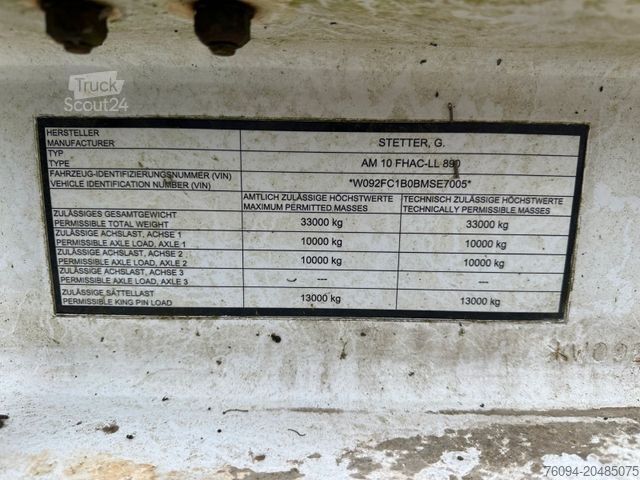 Truck
Scout24
HERSTELLER
MANUFACTURER STETTER, G.
TYP
TYPE AM 10 FHAC-LL 890
FAHRZEUG-IDENTIFIZIERUNGSNUMMER (VIN)
VEHICLE IDENTIFICATION NUMBER (VIN) *W092FC1B0BMSE7005*
AMTLICH ZULÄSSIGE HÖCHSTWERTE TECHNISCH ZULÄSSIGE HÖCHSTWERTE
MAXIMUM PERMITTED MASSES TECHNICALLY PERMISSIBLE MASSES
ZULÄSSIGES GESAMTGEWICHT
PERMISSIBLE TOTAL WEIGHT 33000 kg 33000 kg
ZULÄSSIGE ACHSLAST, ACHSE 1
PERMISSIBLE AXLE LOAD, AXLE 1 10000 kg 10000 kg
ZULÄSSIGE ACHSLAST, ACHSE 2
PERMISSIBLE AXLE LOAD, AXLE 2 10000 kg 10000 kg
ZULÄSSIGE ACHSLAST, ACHSE 3
PERMISSIBLE AXLE LOAD, AXLE 3 --- ---
ZULÄSSIGE SATTELLAST
PERMISSIBLE KING PIN LOAD 13000 kg 13000 kg
76094-20485075